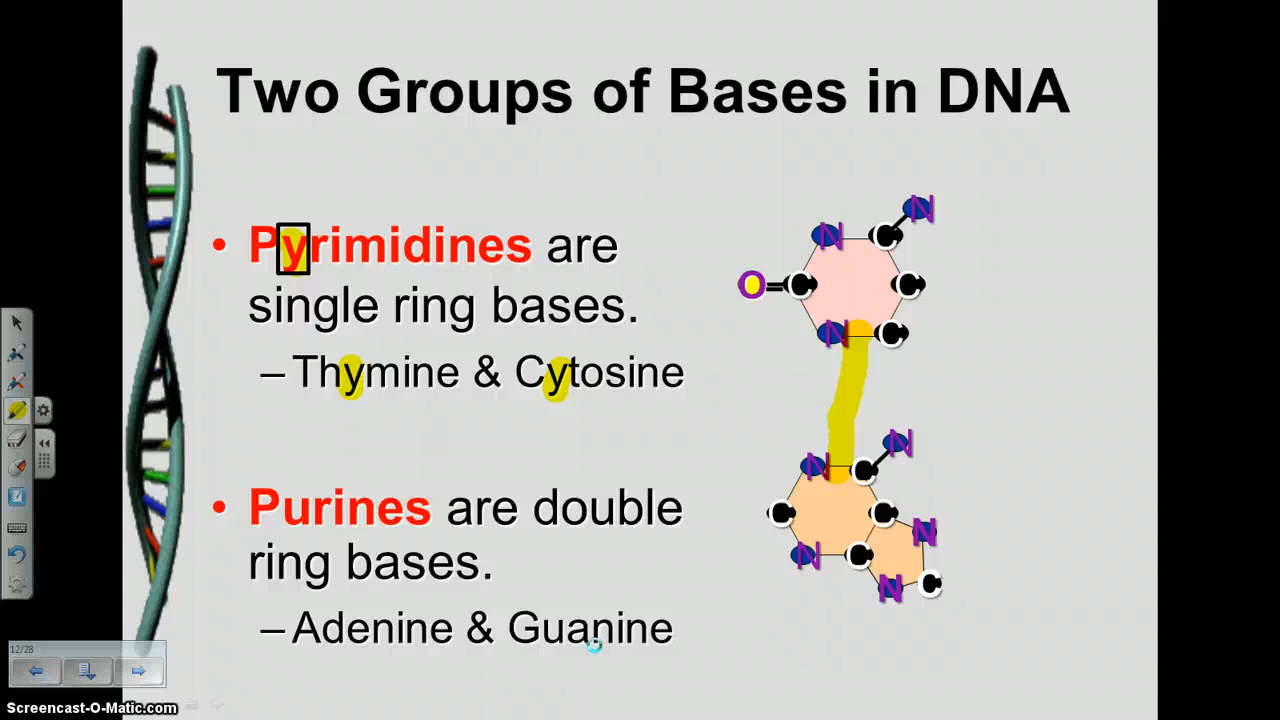 Two Groups of Bases in DNA
• Pyrimidines are
single ring bases.
– Thymine & Cytosine
• Purines are double
ring bases.
– Adenine & Guanine
N
N C
O C C
N C
N
N C
C C N
N C
N C
12/28
Screencast-O-Matic.com